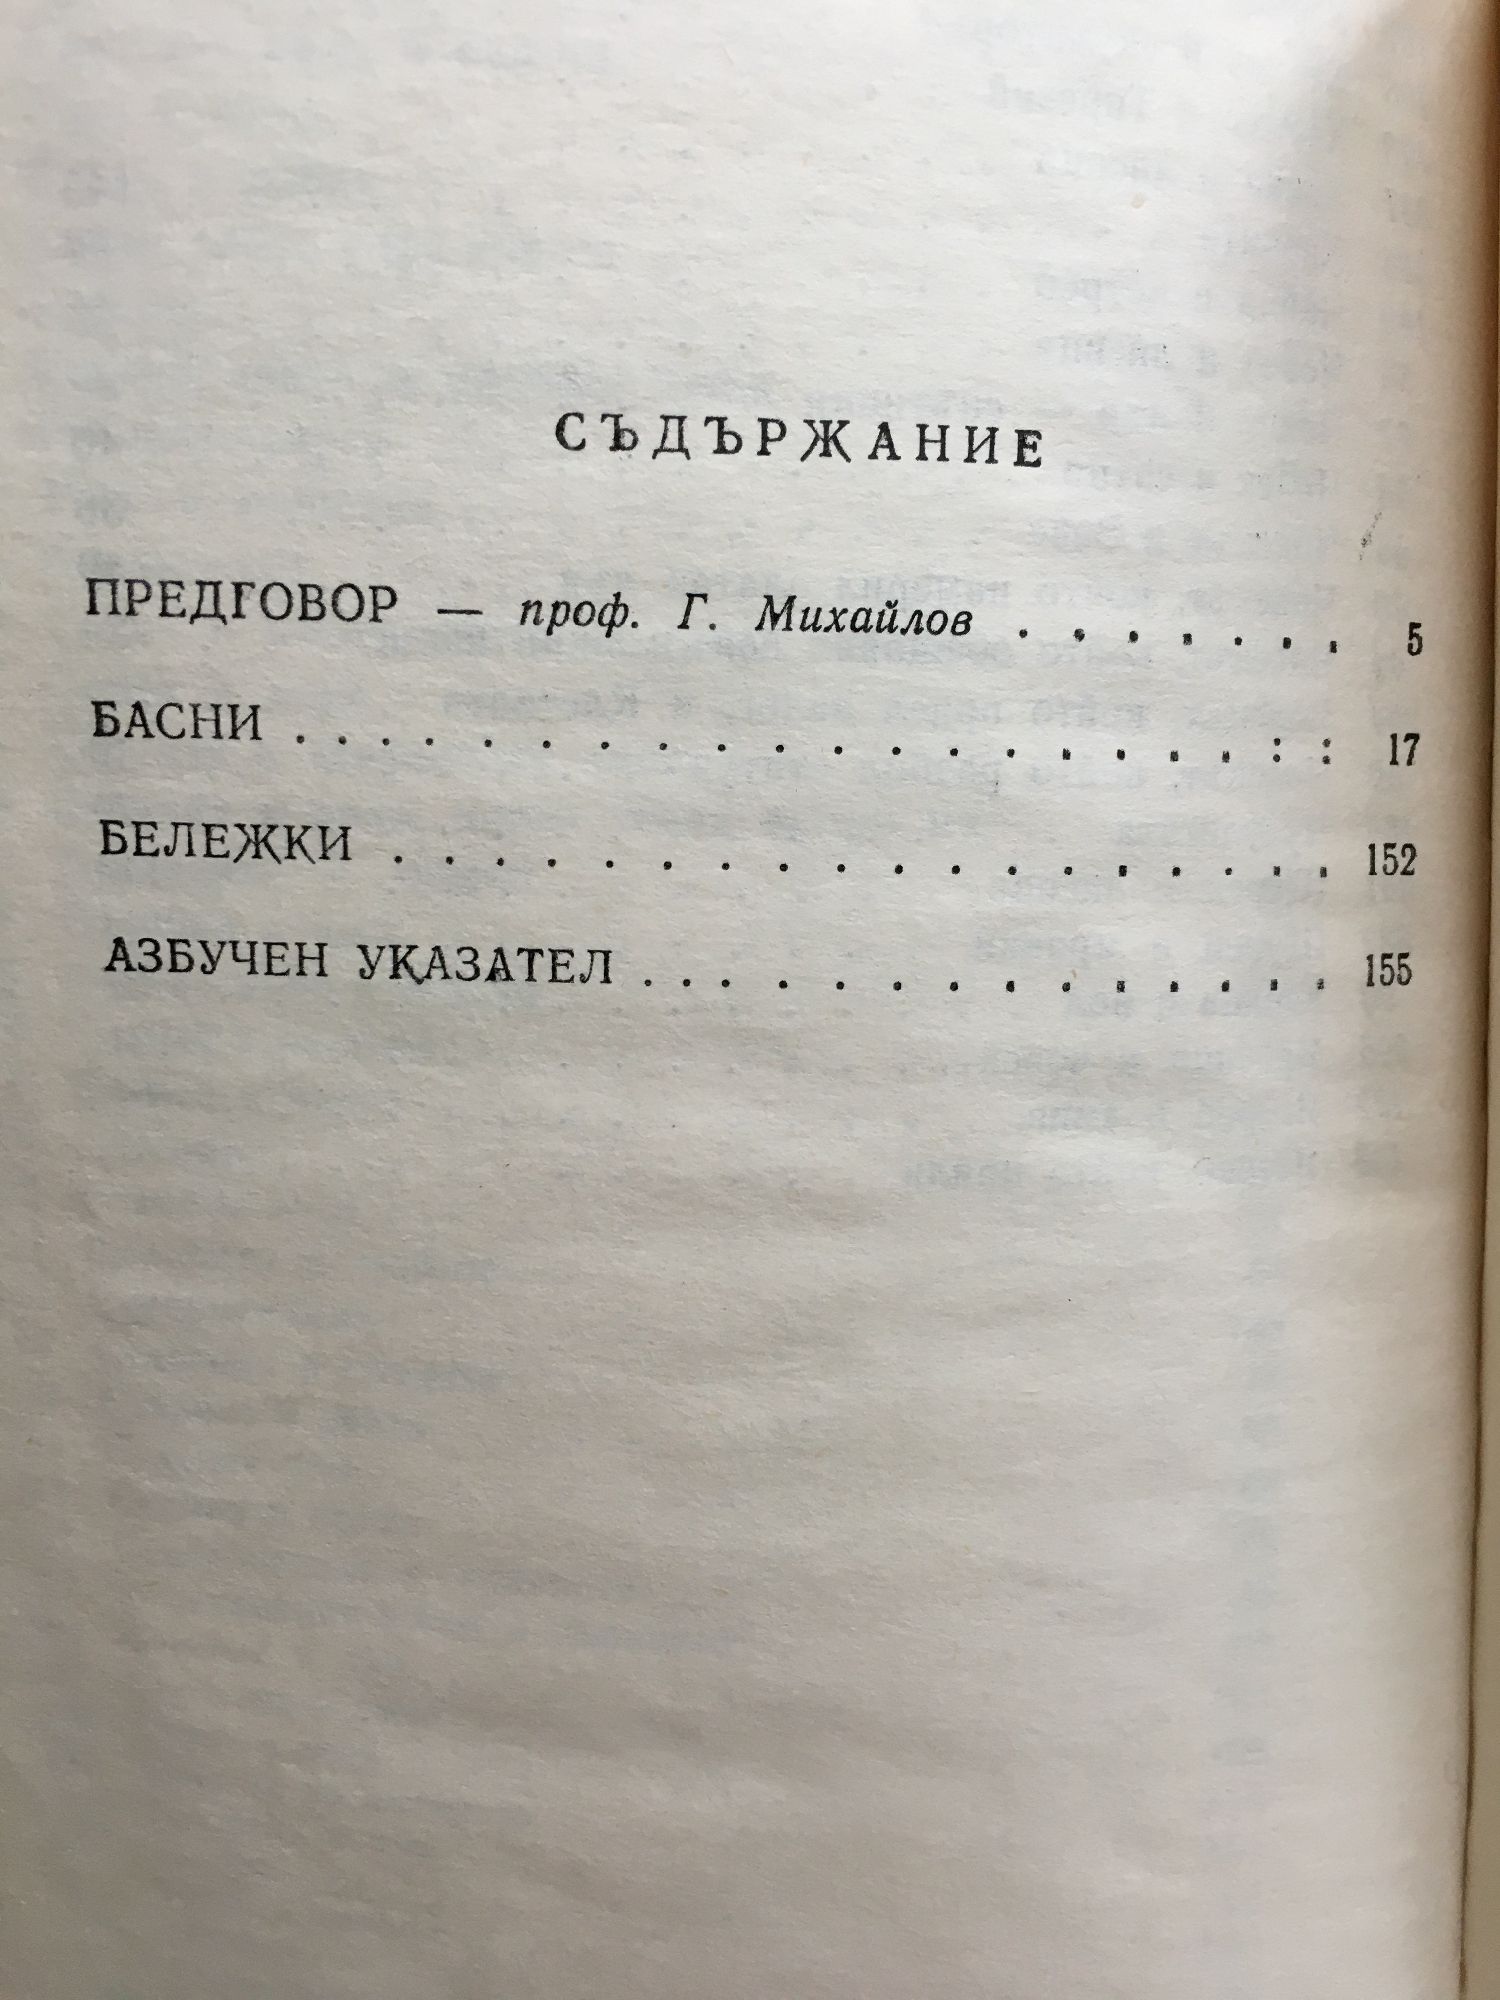 СЪДЪРЖАНИЕ
ПРЕДГОВОР — проф. Г. Михайлов . . . . . . . 5
БАСНИ . . . . . . . . . . . . . . . . . . : : 17
БЕЛЕЖКИ . . . . . . . . . . . . . . . . . . 152
АЗБУЧЕН УКАЗАТЕЛ . . . . . . . . . . . . . . 155